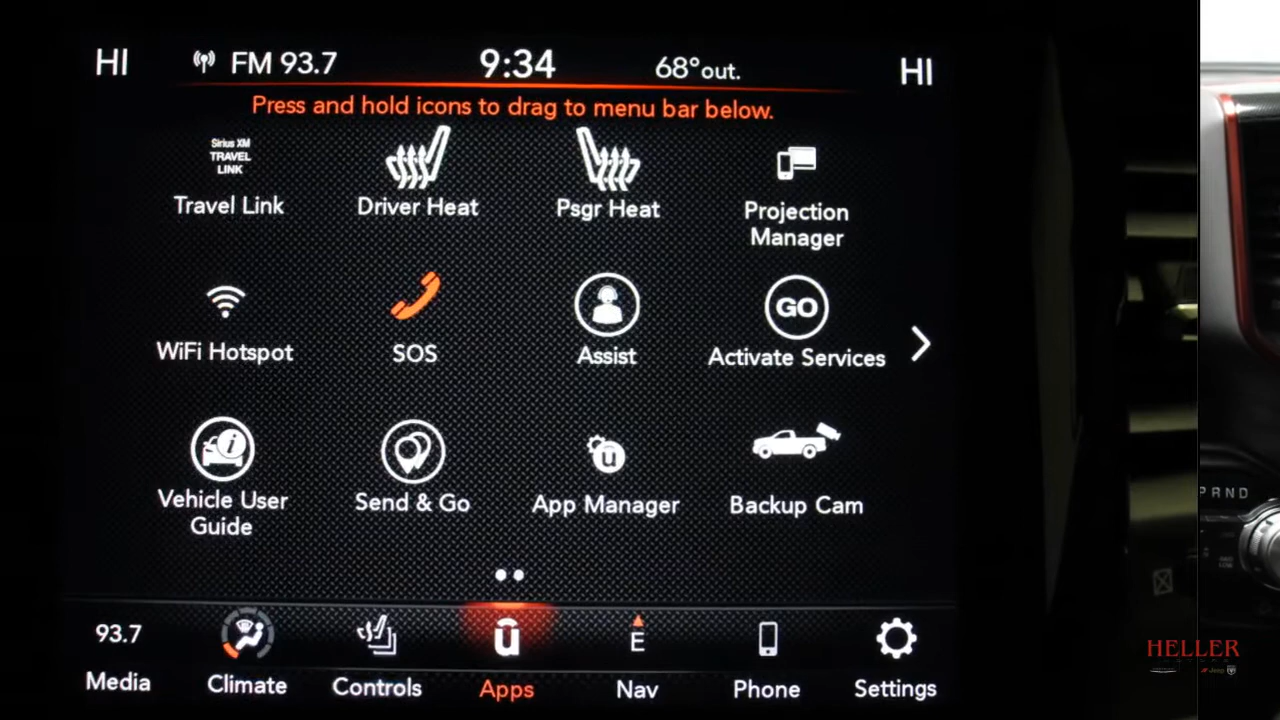 HI FM 93.7 9:34 68° out. HI
Press and hold icons to drag to menu bar below.
Sirius XM
TRAVEL
LINK
Travel Link Driver Heat Psgr Heat Projection
Manager
GO
WiFi Hotspot SOS Assist Activate Services
i
u
Vehicle User Send & Go App Manager Backup Cam
Guide
P R N D
93.7 u E
Media Climate Controls Apps Nav Phone Settings
HELLER
Jeep